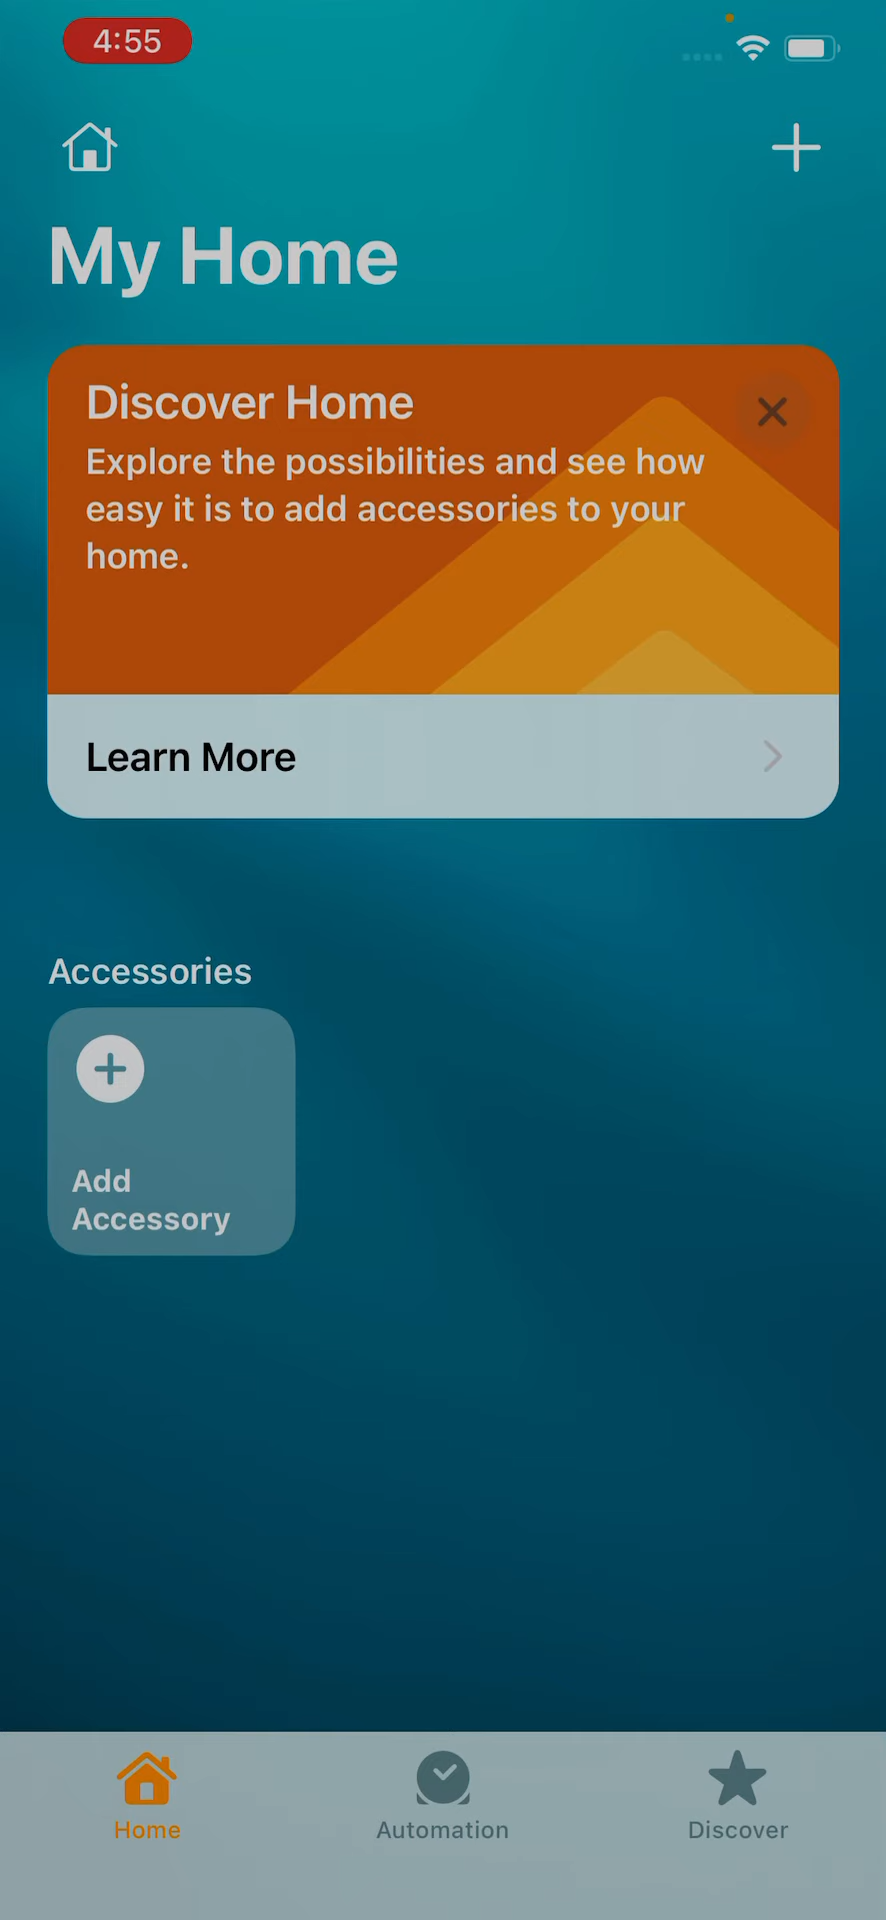 4:55
My Home
Discover Home
Explore the possibilities and see how
easy it is to add accessories to your
home.
Learn More
Accessories
Add
Accessory
Home
Automation
Discover